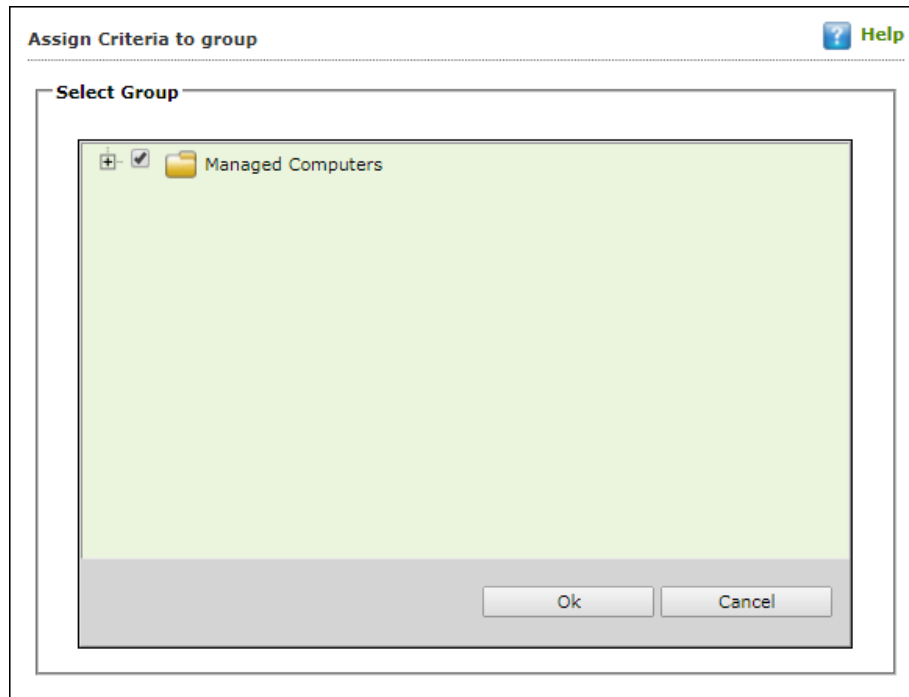 Assign Criteria to group
Help
Select Group
Managed Computers
Ok
Cancel